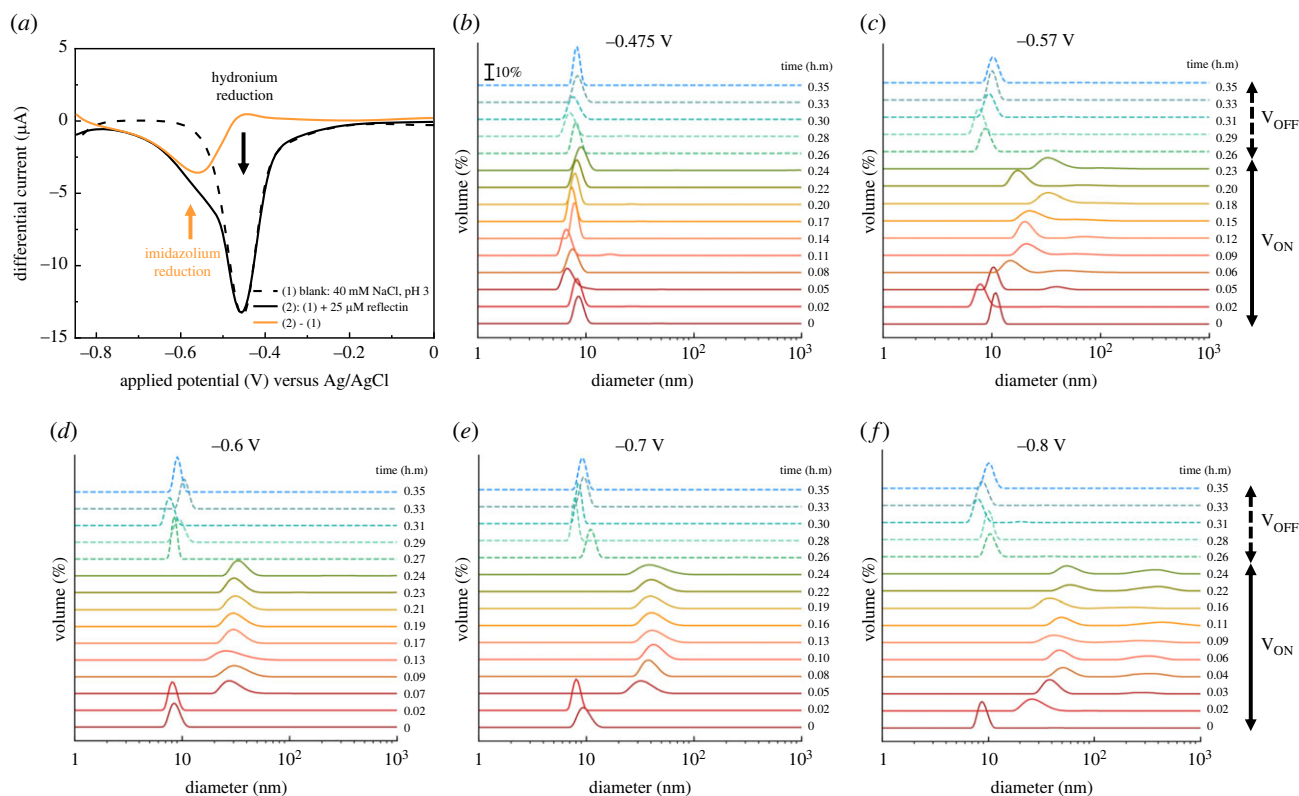 (a)
5
0
−5
−10
−15
differential current (µA)
hydronium
reduction
imidazolium
reduction
(1) blank: 40 mM NaCl, pH 3
(2): (1) + 25 µM reflectin
(2) - (1)
−0.8
−0.6
−0.4
−0.2
0
applied potential (V) versus Ag/AgCl
(b)
−0.475 V
10%
time (h.m)
0.35
0.33
0.30
0.28
0.26
0.24
0.22
0.20
0.17
0.14
0.11
0.08
0.05
0.02
0
volume (%)
1
10
10²
10³
diameter (nm)
(c)
−0.57 V
time (h.m)
0.35
0.33
0.31
0.29
0.26
0.23
0.20
0.18
0.15
0.12
0.09
0.06
0.05
0.02
0
volume (%)
1
10
10²
10³
diameter (nm)
V_OFF
V_ON
(d)
−0.6 V
time (h.m)
0.35
0.33
0.31
0.29
0.27
0.24
0.23
0.21
0.19
0.17
0.13
0.09
0.07
0.02
0
volume (%)
1
10
10²
10³
diameter (nm)
(e)
−0.7 V
time (h.m)
0.35
0.33
0.30
0.28
0.26
0.24
0.22
0.19
0.16
0.13
0.10
0.08
0.05
0.02
0
volume (%)
1
10
10²
10³
diameter (nm)
(f)
−0.8 V
time (h.m)
0.35
0.33
0.31
0.28
0.26
0.24
0.22
0.16
0.11
0.09
0.06
0.04
0.03
0.02
0
volume (%)
1
10
10²
10³
diameter (nm)
V_OFF
V_ON